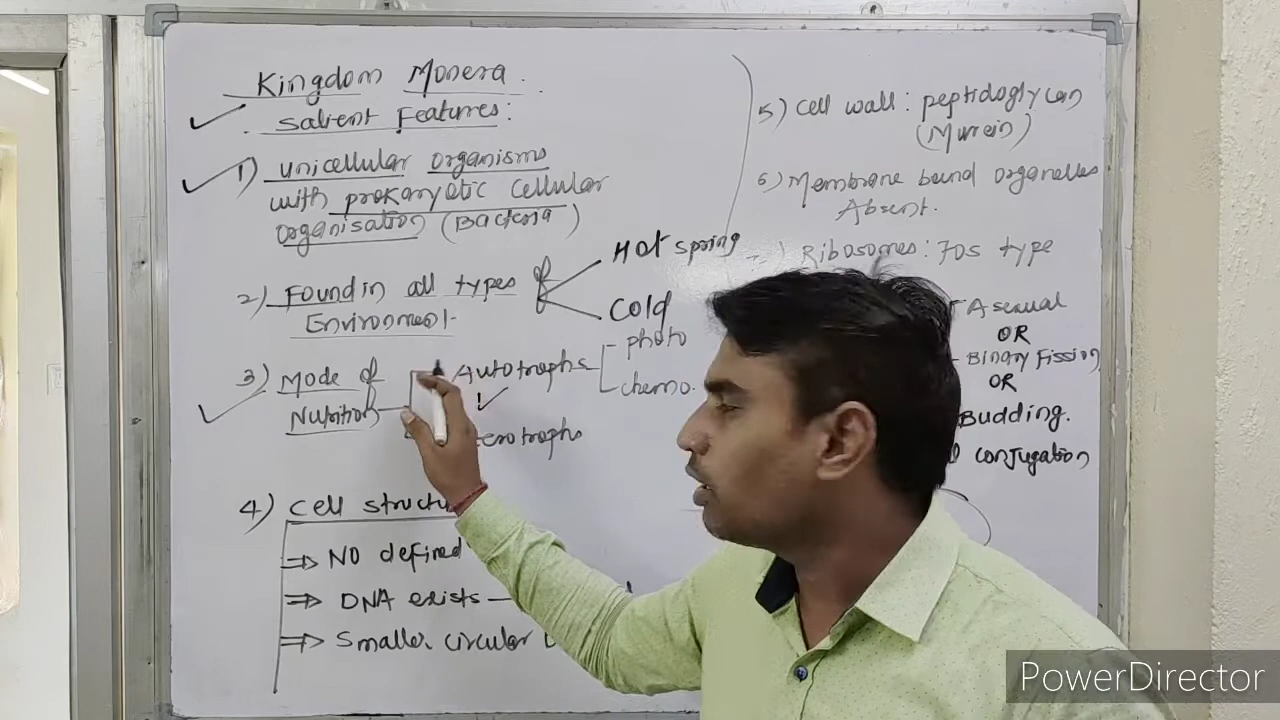 Kingdom Monera.
Salient Features:
1) Unicellular organisms
with prokaryotic cellular
organisation (Bacteria)
2) Found in all types of
Environment.
Hot spring
Cold
3) Mode of
Nutrition
Autotrophs
photo
chemo.
erotrophs
4) Cell structu
⇒ NO defined
⇒ DNA exists —
⇒ Smaller circular
5) Cell wall: peptidoglycan
(Murein)
6) Membrane bound organelles
Absent.
Ribosomes: 70s type
Asexual
OR
- Binary Fission
OR
Budding.
conjugation
PowerDirector